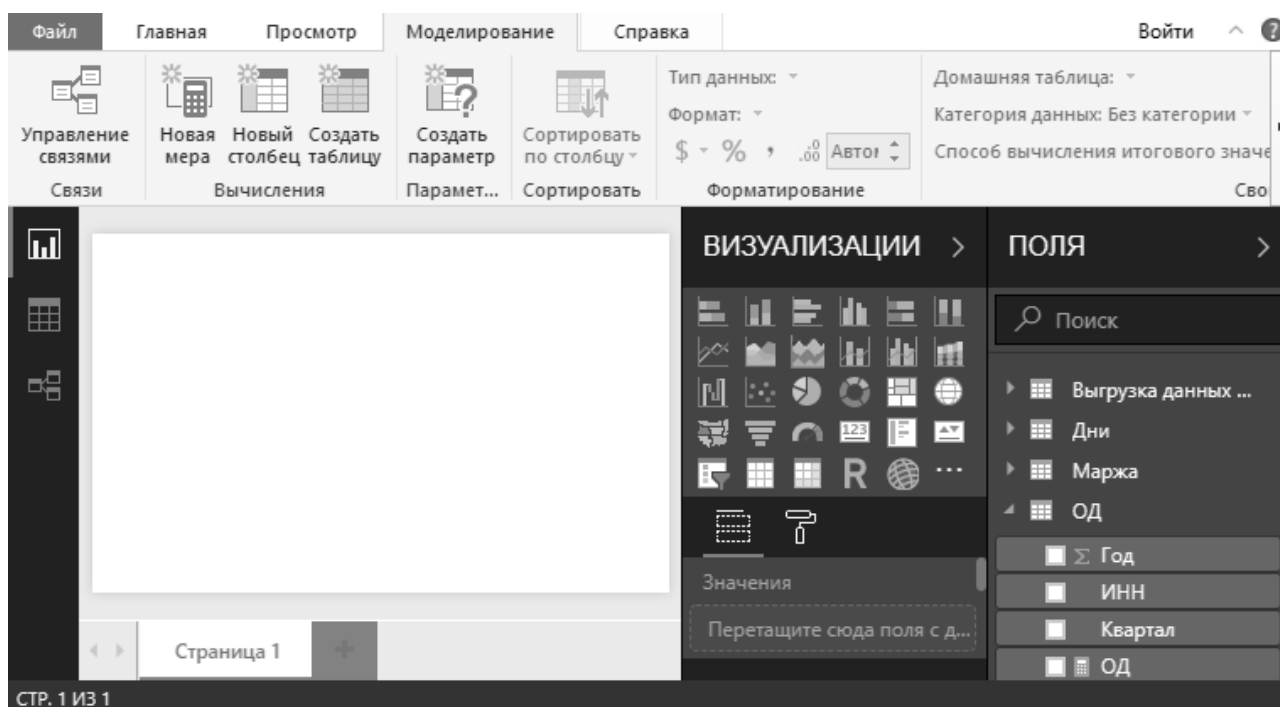 Файл Главная Просмотр Моделирование Справка Войти ?
Тип данных: Домашняя таблица:
Формат: Категория данных: Без категории
$ % , .00 Способ вычисления итогового
Управление связями
Новая мера
Новый столбец
Создать таблицу
Создать параметр
Сортировать по столбцу
Связи Вычисления Парамет... Сортировать Форматирование
ВИЗУАЛИЗАЦИИ
123
R
...
Значения
Перетащите сюда поля с д...
ПОЛЯ
Поиск
Выгрузка данных ...
Дни
Маржа
ОД
Σ Год
ИНН
Квартал
ОД
Страница 1 +
СТР. 1 ИЗ 1